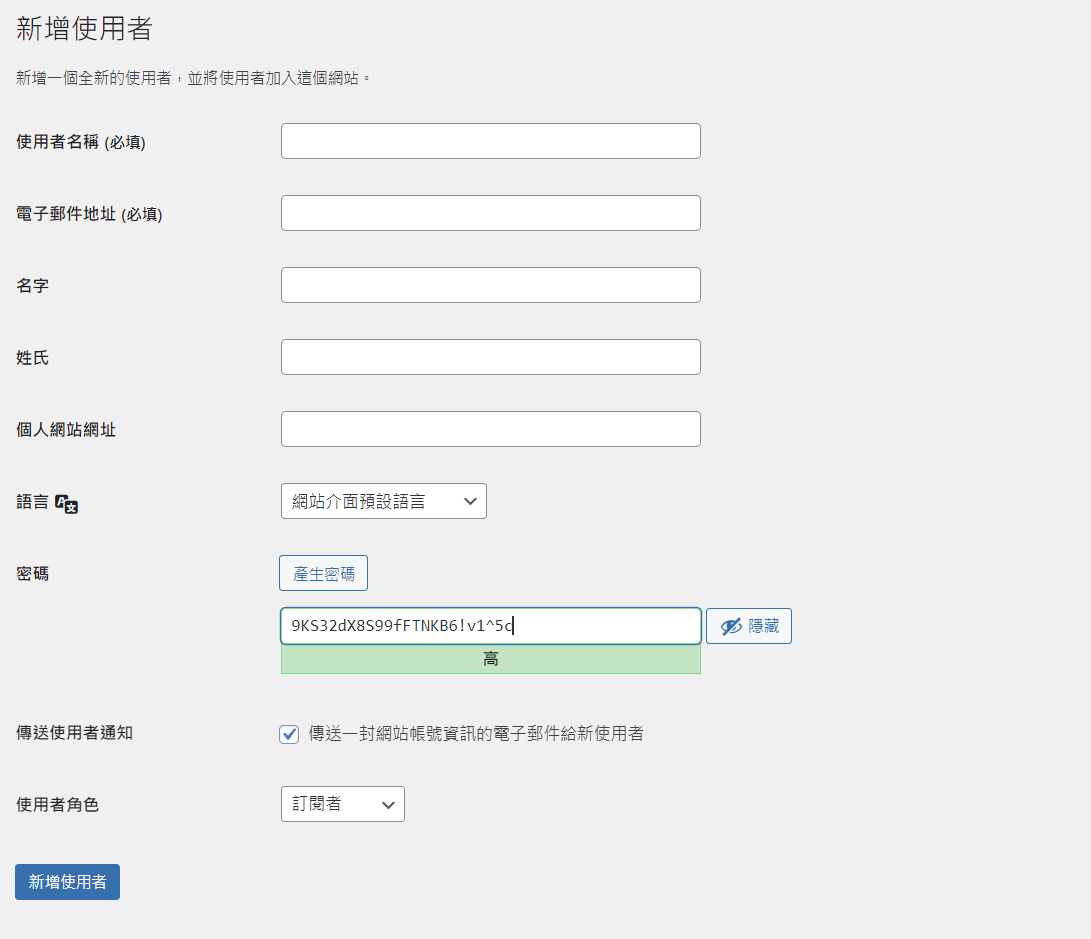 新增使用者
新增一個全新的使用者，並將使用者加入這個網站。
使用者名稱 (必填)
電子郵件地址 (必填)
名字
姓氏
個人網站網址
語言
網站介面預設語言
密碼
產生密碼
9KS32dX8S99fFTNKB6!v1^5c
隱藏
高
傳送使用者通知
傳送一封網站帳號資訊的電子郵件給新使用者
使用者角色
訂閱者
新增使用者